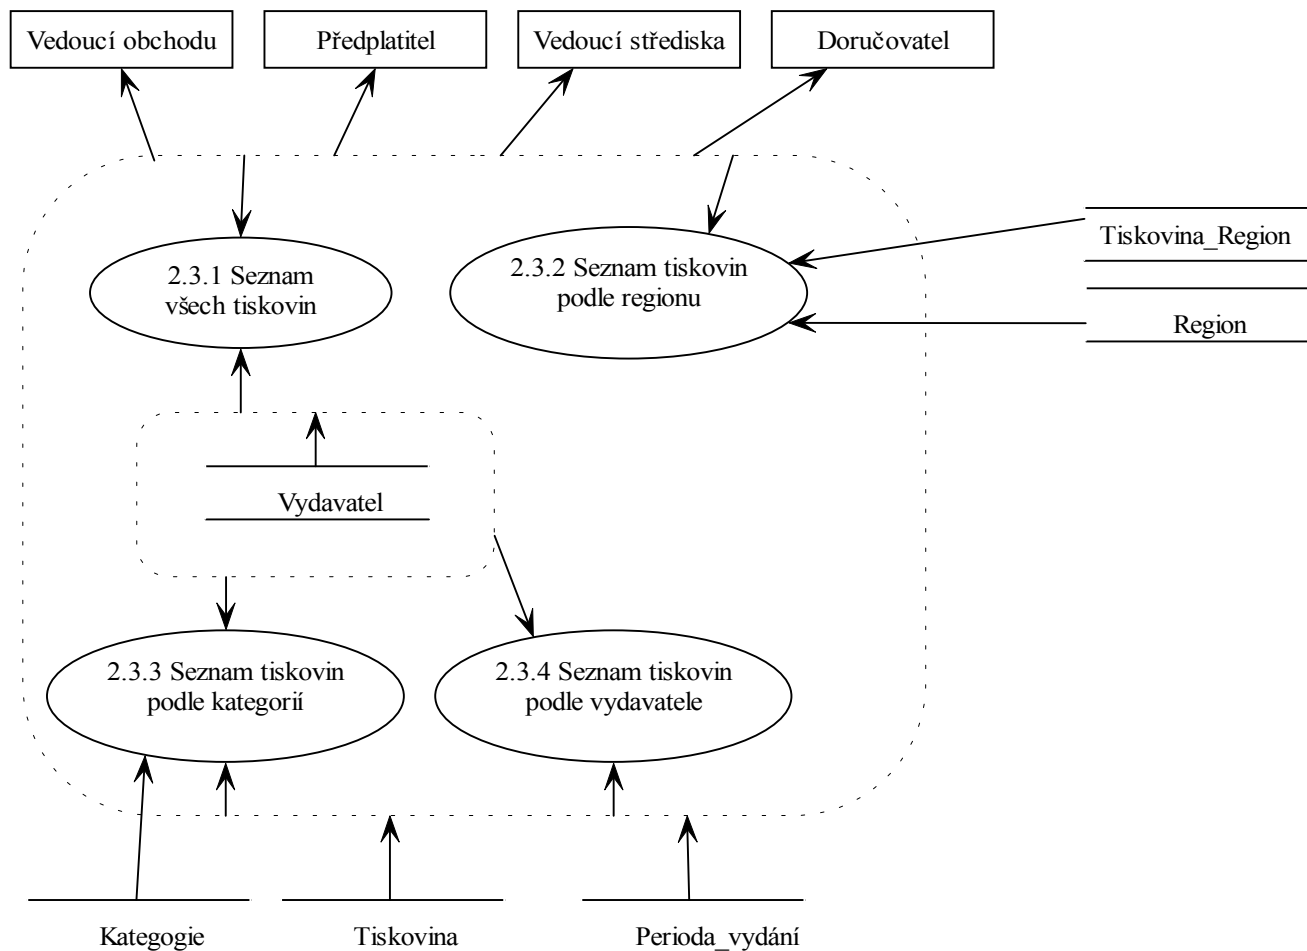 Vedoucí obchodu
Předplatitel
Vedoucí střediska
Doručovatel
2.3.1 Seznam
všech tiskovin
2.3.2 Seznam tiskovin
podle regionu
Tiskovina_Region
Region
Vydavatel
2.3.3 Seznam tiskovin
podle kategorií
2.3.4 Seznam tiskovin
podle vydavatele
Kategogie
Tiskovina
Perioda_vydání